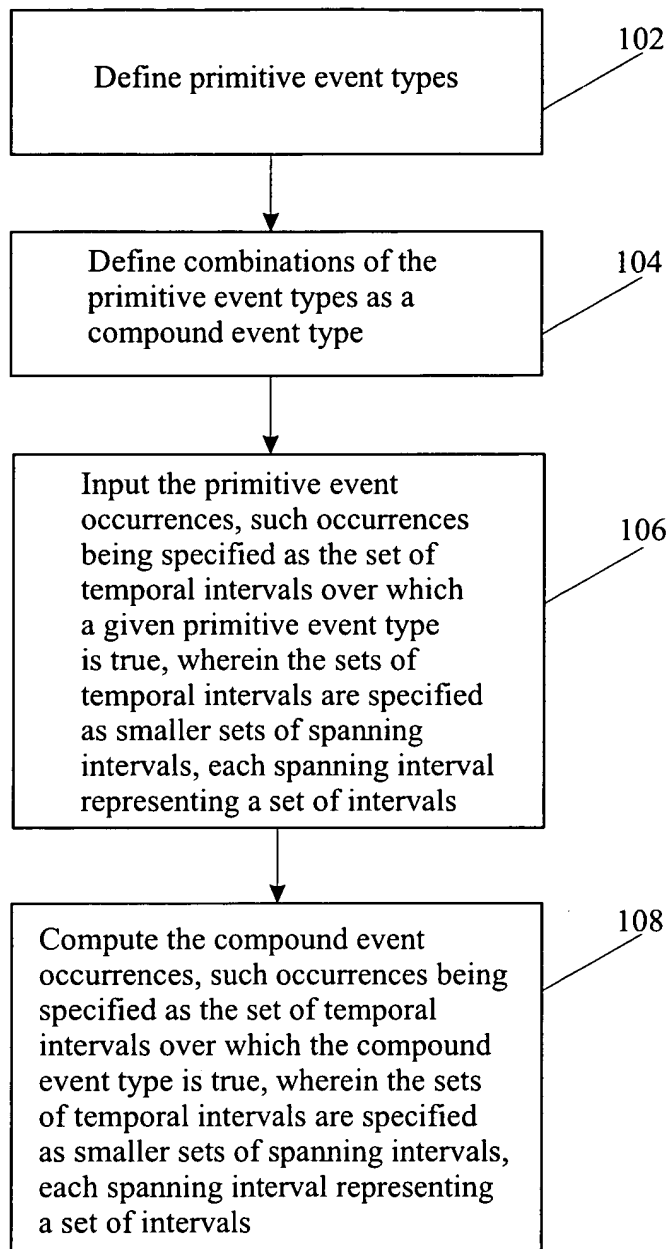 102
Define primitive event types
104
Define combinations of the
primitive event types as a
compound event type
106
Input the primitive event
occurrences, such occurrences
being specified as the set of
temporal intervals over which
a given primitive event type
is true, wherein the sets of
temporal intervals are specified
as smaller sets of spanning
intervals, each spanning interval
representing a set of intervals
108
Compute the compound event
occurrences, such occurrences being
specified as the set of temporal
intervals over which the compound
event type is true, wherein the sets
of temporal intervals are specified
as smaller sets of spanning intervals,
each spanning interval representing
a set of intervals